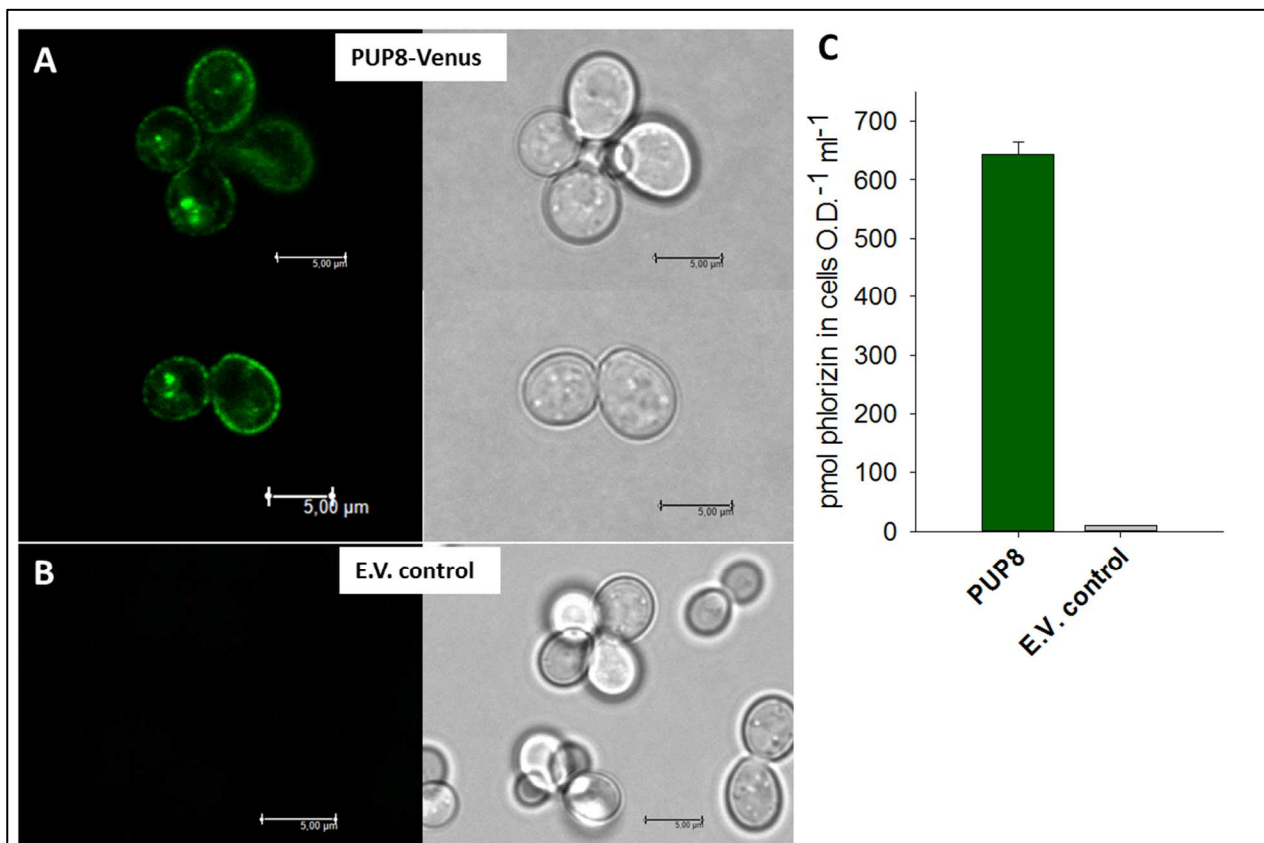 A
PUP8-Venus
5,00 µm
5,00 µm
5,00 µm
5,00 µm
B
E.V. control
5,00 µm
5,00 µm
C
pmol phlorizin in cells O.D.⁻¹ ml⁻¹
700
600
500
400
300
200
100
0
PUP8
E.V. control